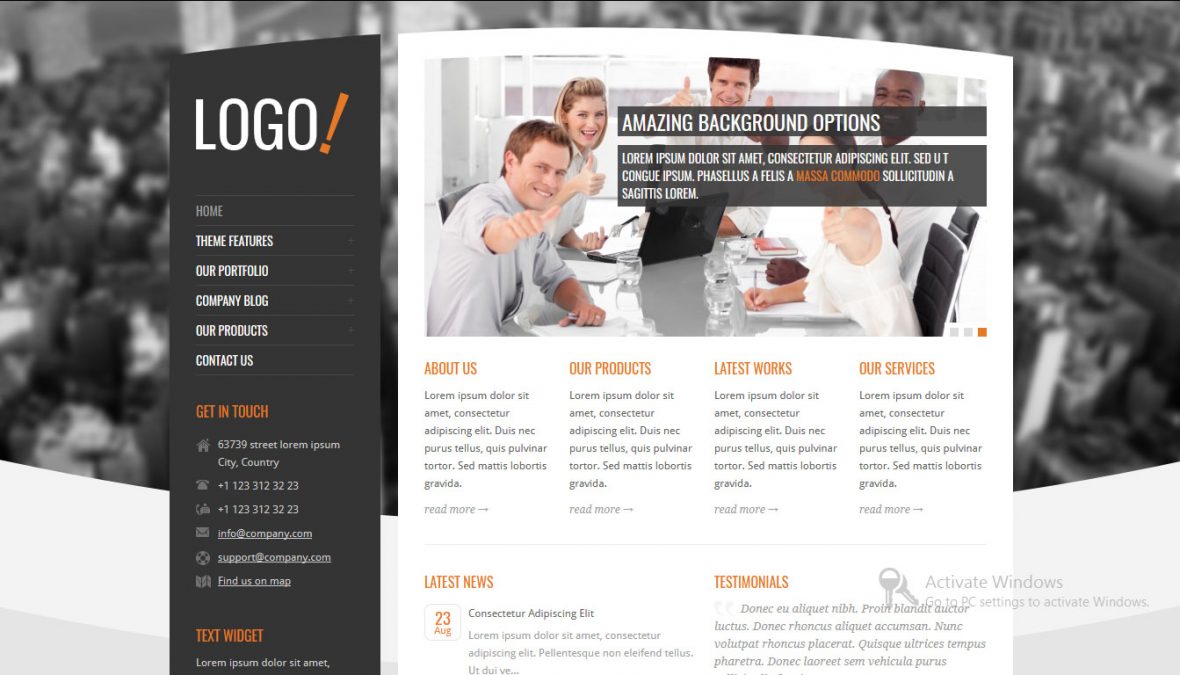 LOGO!
HOME
THEME FEATURES +
OUR PORTFOLIO +
COMPANY BLOG +
OUR PRODUCTS +
CONTACT US
GET IN TOUCH
63739 street lorem ipsum
City, Country
+1 123 312 32 23
+1 123 312 32 23
info@company.com
support@company.com
Find us on map
TEXT WIDGET
Lorem ipsum dolor sit amet,
AMAZING BACKGROUND OPTIONS
LOREM IPSUM DOLOR SIT AMET, CONSECTETUR ADIPISCING ELIT. SED U T
CONGUE IPSUM. PHASELLUS A FELIS A MASSA COMMODO SOLLICITUDIN A
SAGITTIS LOREM.
ABOUT US
Lorem ipsum dolor sit
amet, consectetur
adipiscing elit. Duis nec
purus tellus, quis pulvinar
tortor. Sed mattis lobortis
gravida.
read more →
OUR PRODUCTS
Lorem ipsum dolor sit
amet, consectetur
adipiscing elit. Duis nec
purus tellus, quis pulvinar
tortor. Sed mattis lobortis
gravida.
read more →
LATEST WORKS
Lorem ipsum dolor sit
amet, consectetur
adipiscing elit. Duis nec
purus tellus, quis pulvinar
tortor. Sed mattis lobortis
gravida.
read more →
OUR SERVICES
Lorem ipsum dolor sit
amet, consectetur
adipiscing elit. Duis nec
purus tellus, quis pulvinar
tortor. Sed mattis lobortis
gravida.
read more →
LATEST NEWS
23
Aug
Consectetur Adipiscing Elit
Lorem ipsum dolor sit amet, consectetur
adipiscing elit. Pellentesque non eleifend tellus.
Ut dui ve...
TESTIMONIALS
Donec eu aliquet nibh. Proin blandit auctor
luctus. Donec rhoncus aliquet accumsan. Nunc
volutpat rhoncus placerat. Quisque ultrices tempus
pharetra. Donec laoreet sem vehicula purus
Activate Windows
Go to PC settings to activate Windows.